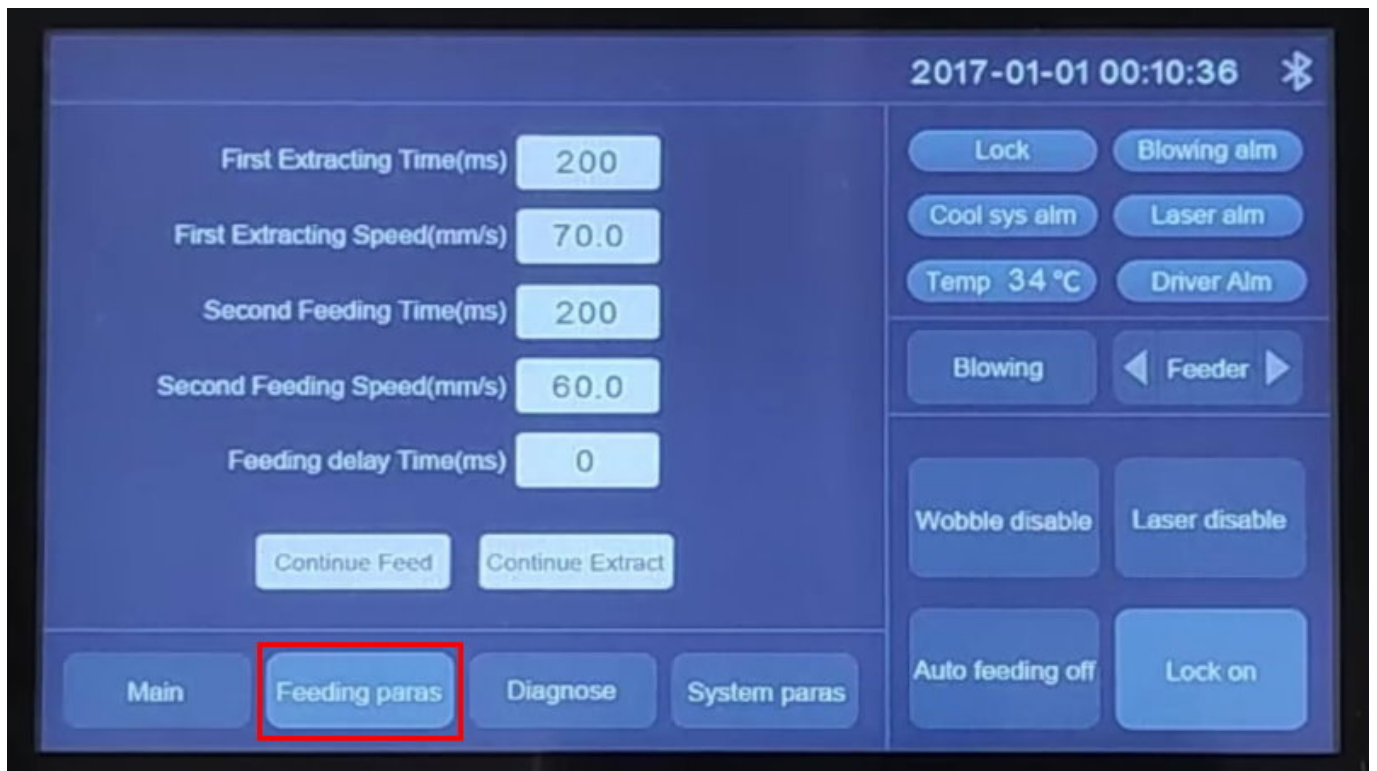 2017-01-01 00:10:36
First Extracting Time(ms) 200
First Extracting Speed(mm/s) 70.0
Second Feeding Time(ms) 200
Second Feeding Speed(mm/s) 60.0
Feeding delay Time(ms) 0
Continue Feed Continue Extract
Main Feeding paras Diagnose System paras
Lock Blowing alm
Cool sys alm Laser alm
Temp 34°C Driver Alm
Blowing Feeder
Wobble disable Laser disable
Auto feeding off Lock on